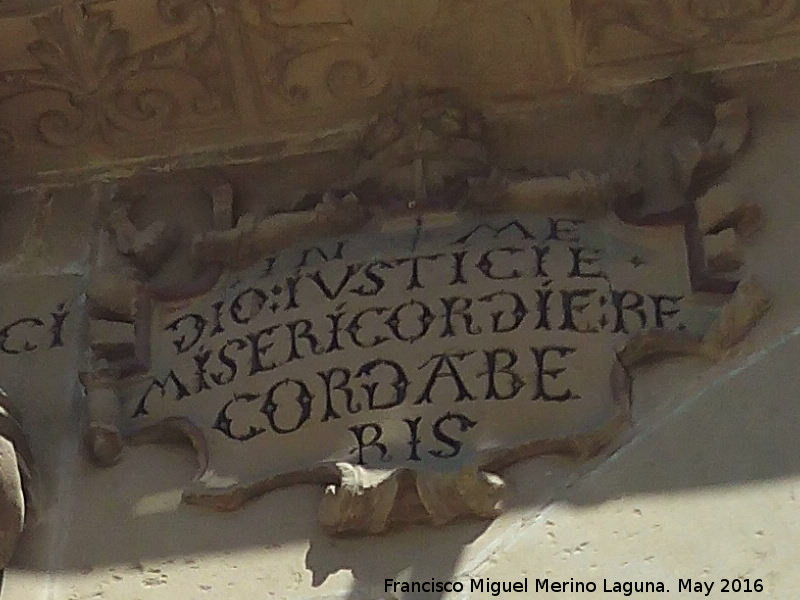 CI
IN ME
DIO:IVSTICIE
MISERICORDIE:RE
CORDABE
RIS
Francisco Miguel Merino Laguna. May 2016